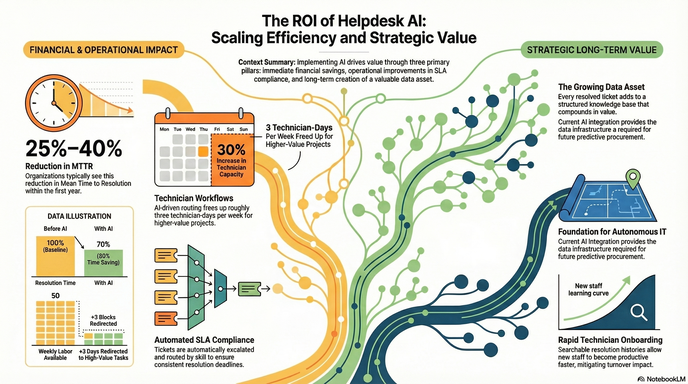 The ROI of Helpdesk AI:
Scaling Efficiency and Strategic Value
Context Summary: Implementing AI drives value through three primary
pillars: immediate financial savings, operational improvements in SLA
compliance, and long-term creation of a valuable data asset.
FINANCIAL & OPERATIONAL IMPACT
25%–40%
Reduction in MTTR
Organizations typically see this
reduction in Mean Time to Resolution
within the first year.
DATA ILLUSTRATION
Before AI
With AI
100%
(Baseline)
70%
(80%
Time Saving)
Resolution Time
With AI
50
+3 Blocks
Redirected
Weekly Labor
Available
+3 Days Redirected
to High-Value Tasks
Mon Tue Wed Thu Fri Sat Sun
30%
Increase in
Technician
Capacity
3 Technician-Days
Per Week Freed Up for
Higher-Value Projects
Technician Workflows
AI-driven routing frees up roughly
three technician-days per week for
higher-value projects.
Automated SLA Compliance
Tickets are automatically escalated
and routed by skill to ensure
consistent resolution deadlines.
STRATEGIC LONG-TERM VALUE
The Growing Data Asset
Every resolved ticket adds to a
structured knowledge base that
compounds in value.
Current AI integration provides the
data infrastructure a required for
future predictive procurement.
Foundation for Autonomous IT
Current AI Integration provides the
data infrastructure required for
future predictive procurement.
New staff
learning curve
Rapid Technician Onboarding
Searchable resolution histories allow
new staff to become productive
faster, mitigating turnover impact.
NotebookLM